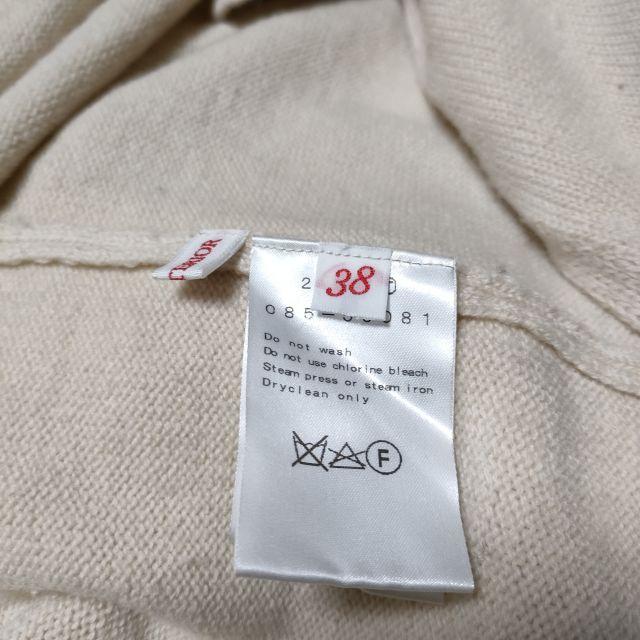 38
Do not wash
Do not use chlorine bleach
Steam press or steam iron
Dryclean only
F